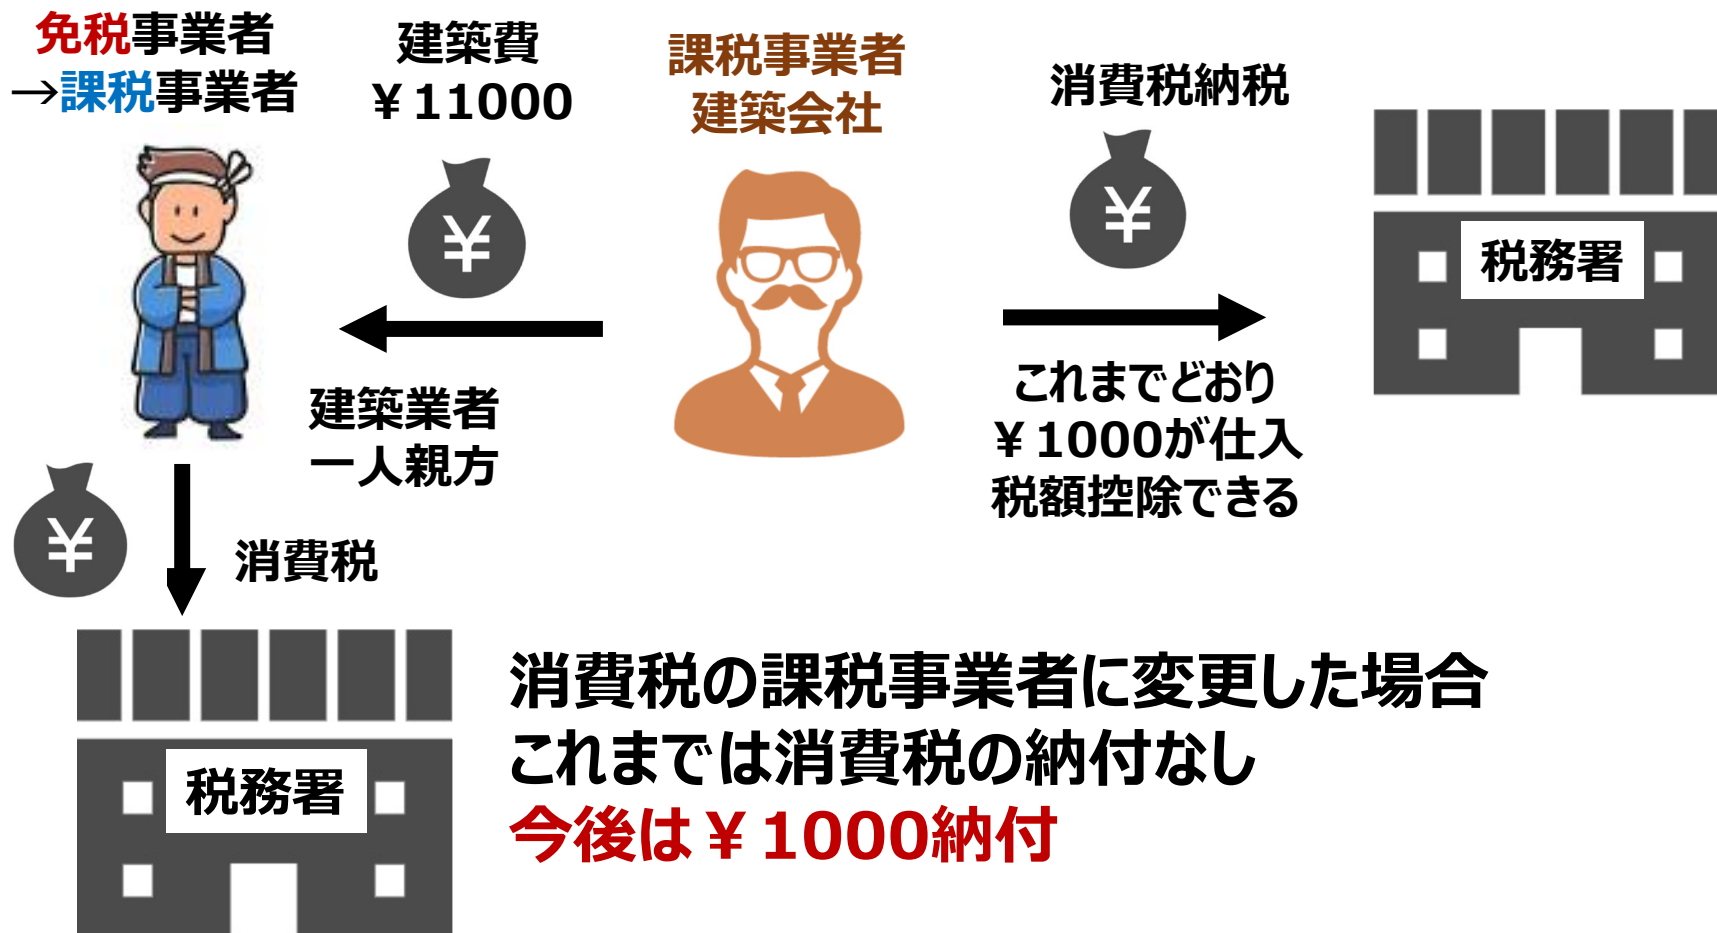 免税事業者
→課税事業者
建築費
￥11000
課税事業者
建築会社
消費税納税
￥
￥
税務署
建築業者
一人親方
これまでどおり
￥1000が仕入
税額控除できる
￥
消費税
税務署
消費税の課税事業者に変更した場合
これまでは消費税の納付なし
今後は￥1000納付